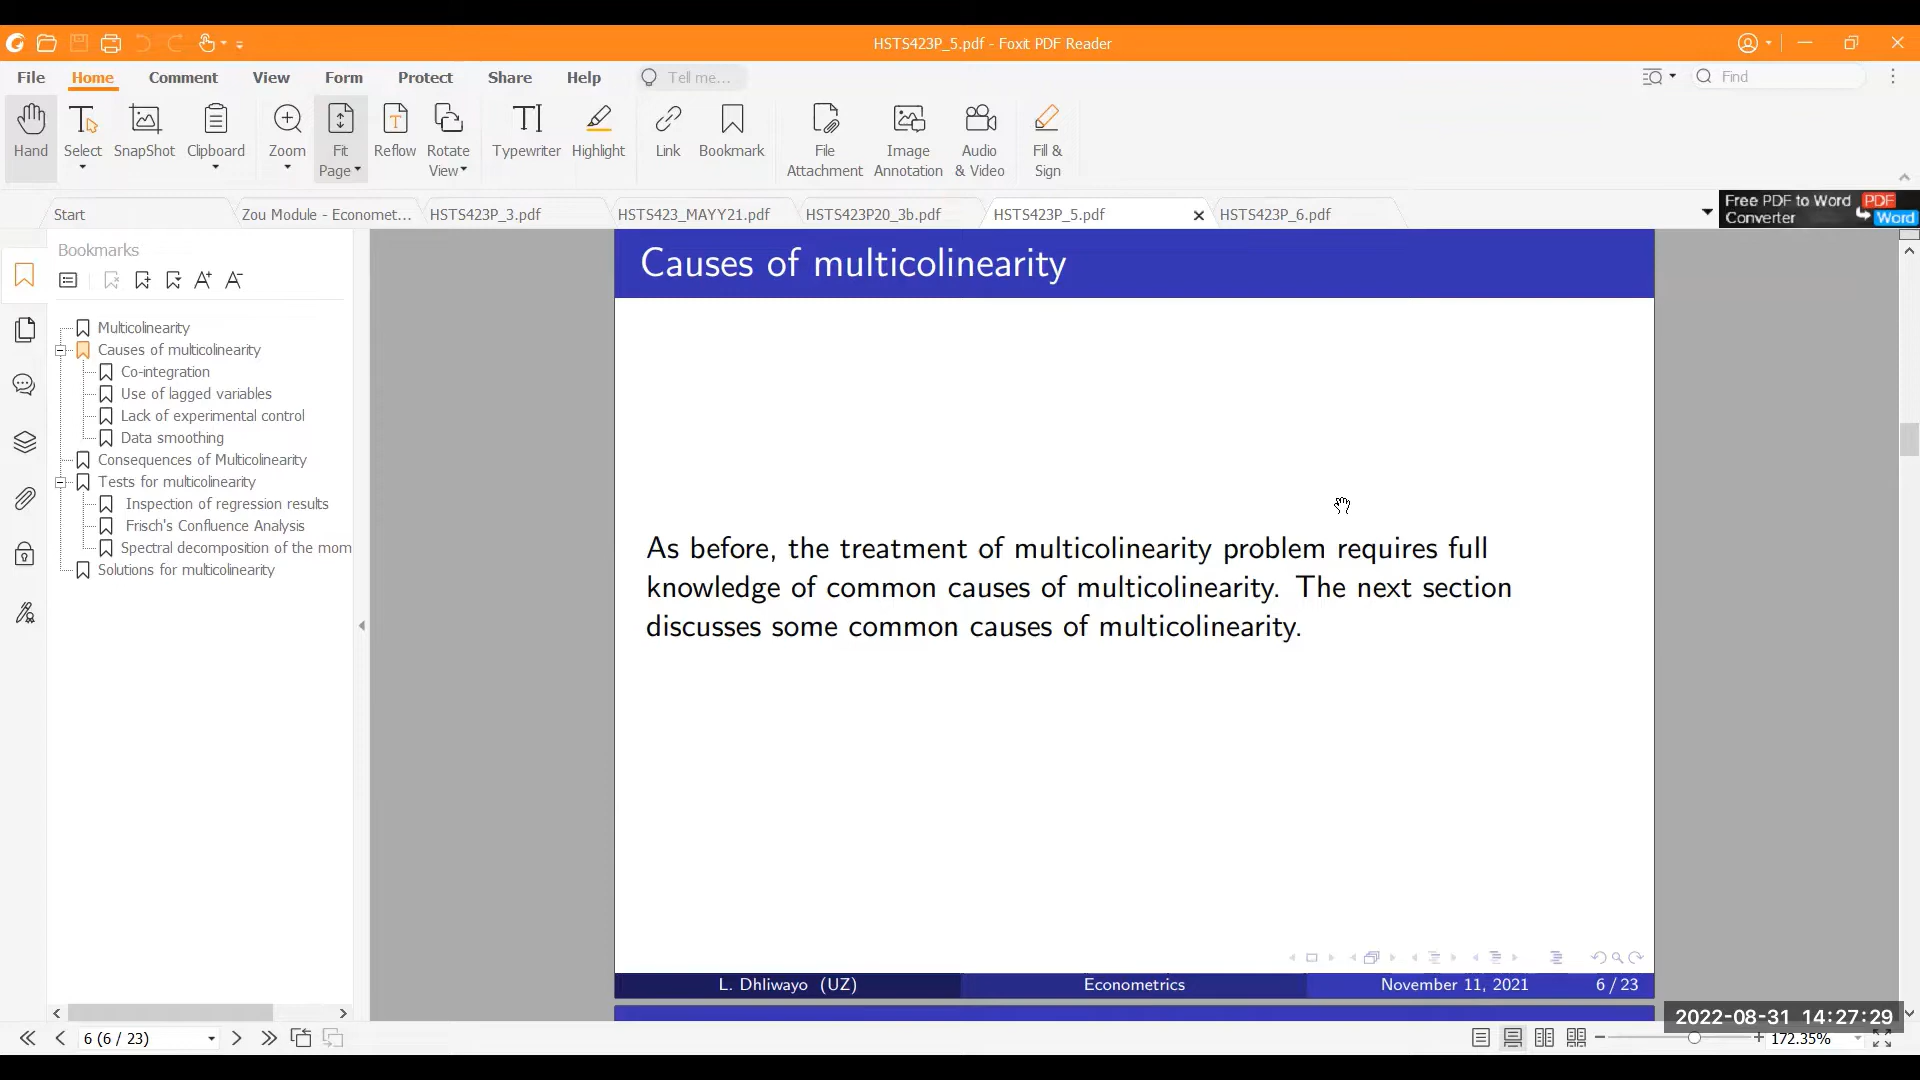 HSTS423P_5.pdf - Foxit PDF Reader
File Home Comment View Form Protect Share Help Tell me... Find
Hand Select SnapShot Clipboard Zoom Fit Page Reflow Rotate View Typewriter Highlight Link Bookmark File Attachment Image Annotation Audio & Video Fill & Sign
Start Zou Module - Economet... HSTS423P_3.pdf HSTS423_MAYY21.pdf HSTS423P20_3b.pdf HSTS423P_5.pdf HSTS423P_6.pdf
Free PDF to Word PDF
Converter Word
Bookmarks
Multicolinearity
Causes of multicolinearity
Co-integration
Use of lagged variables
Lack of experimental control
Data smoothing
Consequences of Multicolinearity
Tests for multicolinearity
Inspection of regression results
Frisch's Confluence Analysis
Spectral decomposition of the mom
Solutions for multicolinearity
Causes of multicolinearity
As before, the treatment of multicolinearity problem requires full
knowledge of common causes of multicolinearity. The next section
discusses some common causes of multicolinearity.
L. Dhliwayo (UZ) Econometrics November 11, 2021 6 / 23
2022-08-31 14:27:29
6 (6 / 23) 172.35%